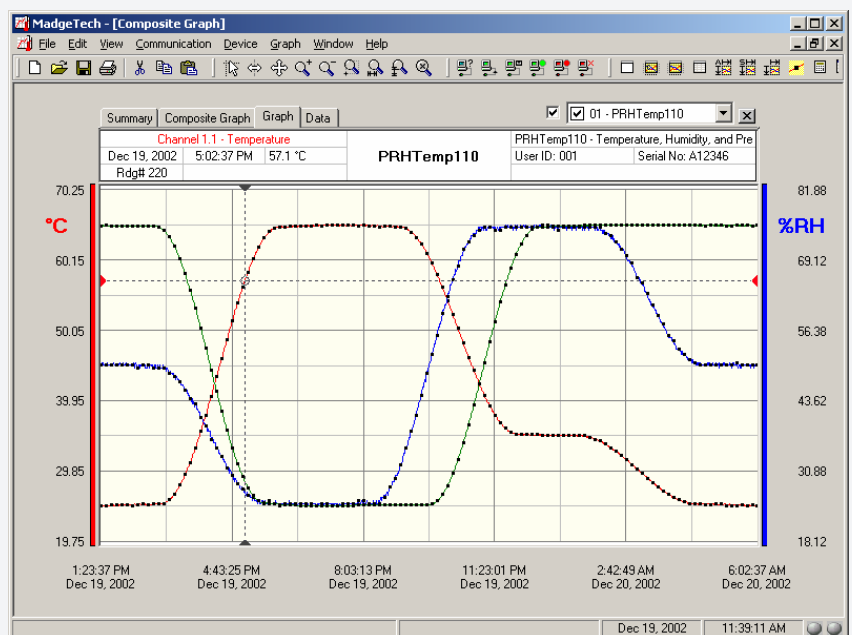 MadgeTech - [Composite Graph]
File Edit View Communication Device Graph Window Help
Summary Composite Graph Graph Data
01 - PRHTemp110
Channel 1.1 - Temperature
Dec 19, 2002 5:02:37 PM 57.1 °C
Rdg# 220
PRHTemp110
PRHTemp110 - Temperature, Humidity, and Pre
User ID: 001 Serial No: A12346
70.25 81.88
°C %RH
60.15 69.12
50.05 56.38
39.95 43.62
29.85 30.88
19.75 18.12
1:23:37 PM 4:43:25 PM 8:03:13 PM 11:23:01 PM 2:42:49 AM 6:02:37 AM
Dec 19, 2002 Dec 19, 2002 Dec 19, 2002 Dec 19, 2002 Dec 20, 2002 Dec 20, 2002
Dec 19, 2002 11:39:11 AM